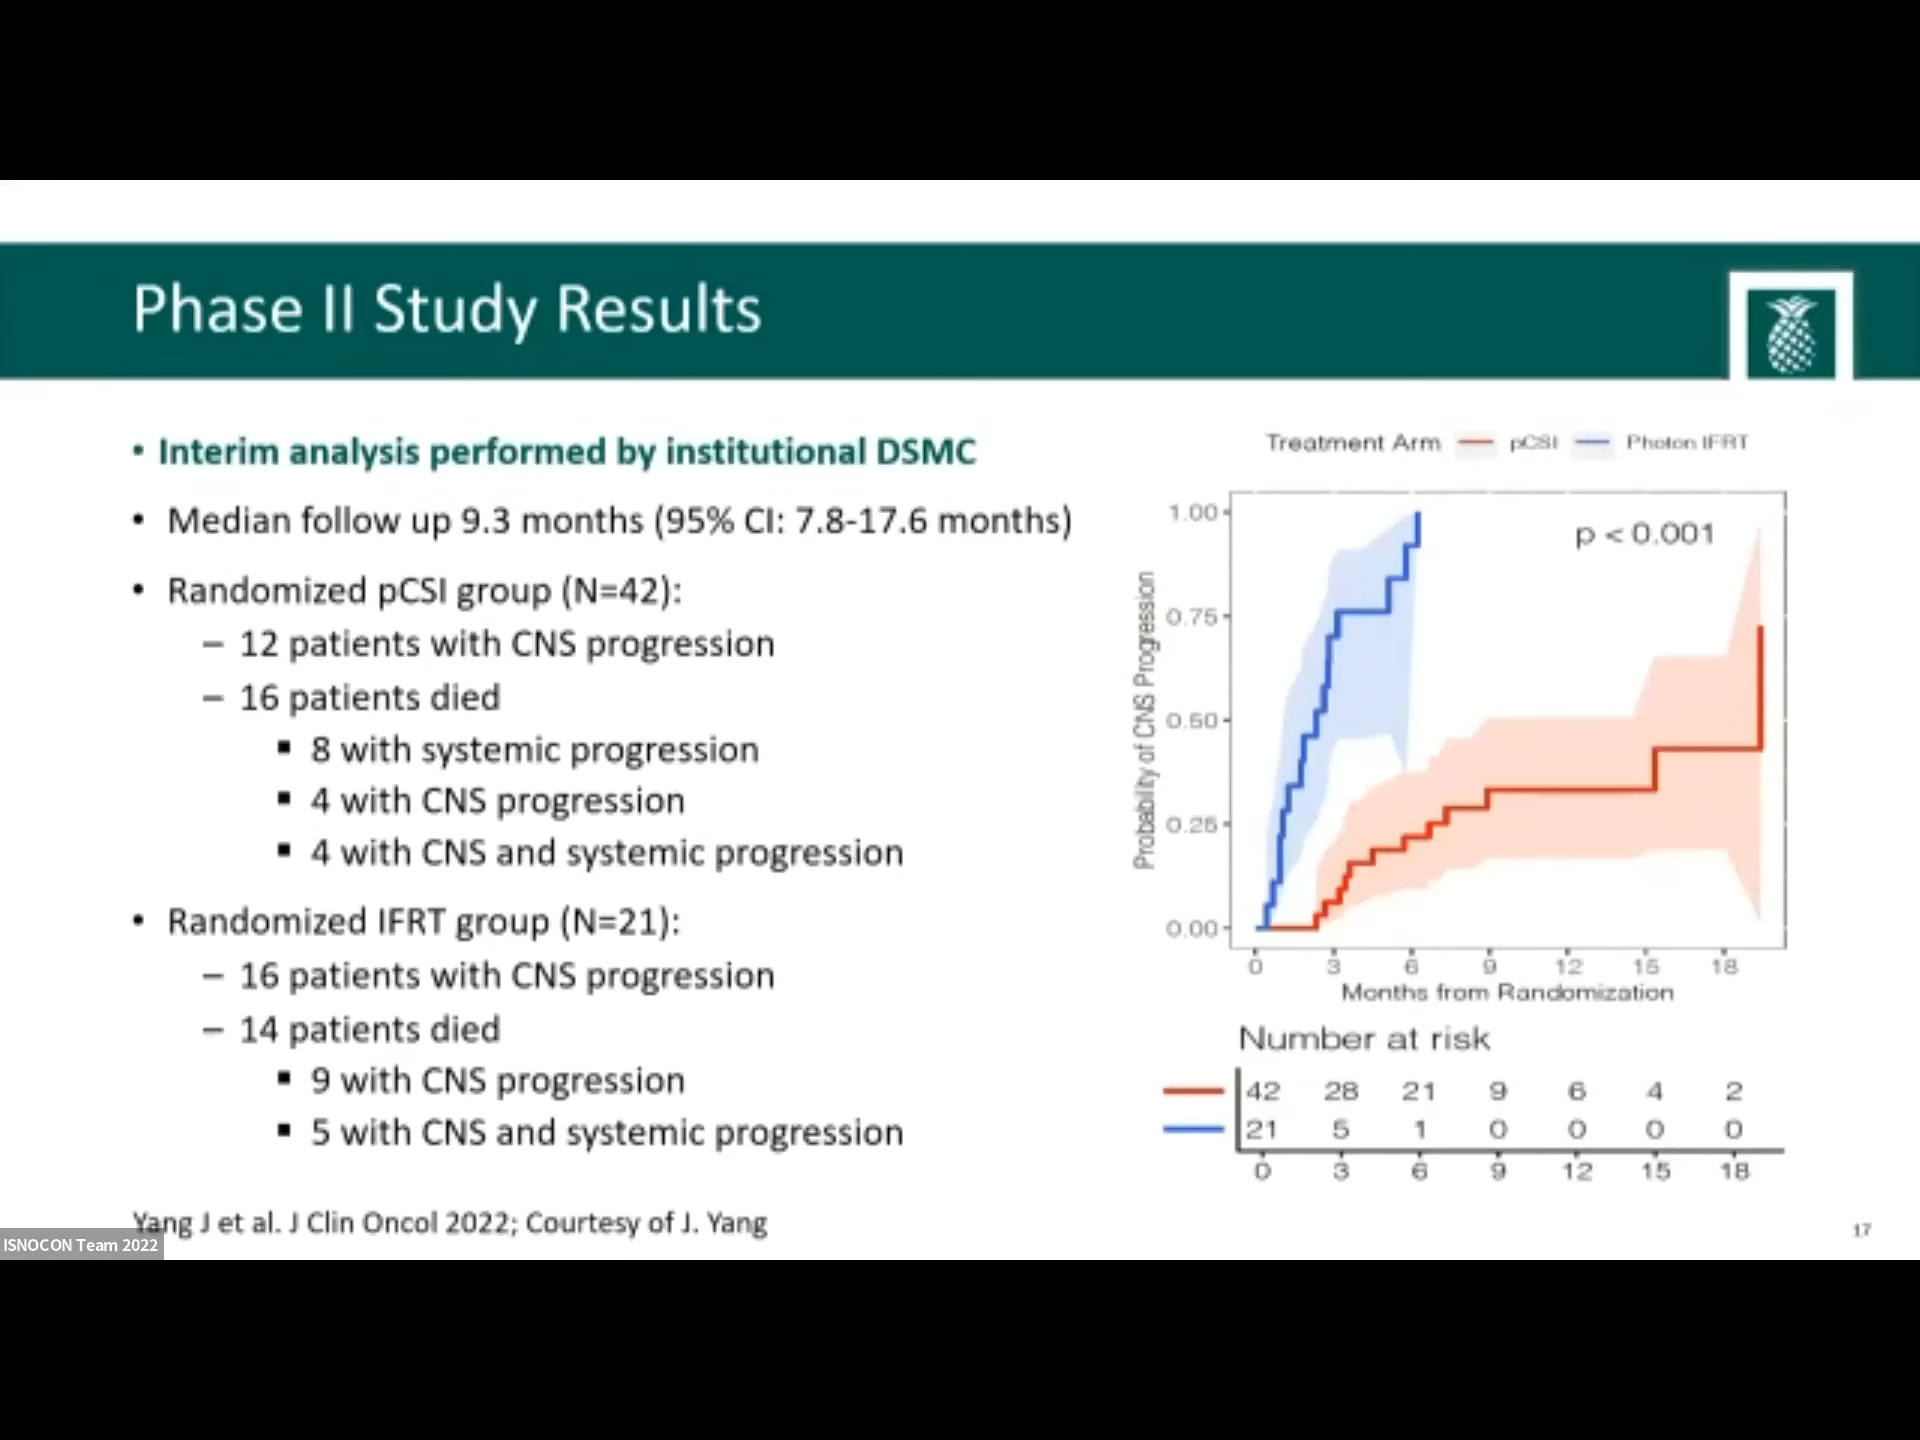 Phase II Study Results
• Interim analysis performed by institutional DSMC
• Median follow up 9.3 months (95% CI: 7.8-17.6 months)
• Randomized pCSI group (N=42):
– 12 patients with CNS progression
– 16 patients died
▪ 8 with systemic progression
▪ 4 with CNS progression
▪ 4 with CNS and systemic progression
• Randomized IFRT group (N=21):
– 16 patients with CNS progression
– 14 patients died
▪ 9 with CNS progression
▪ 5 with CNS and systemic progression
Yang J et al. J Clin Oncol 2022; Courtesy of J. Yang
ISNOCON Team 2022
Treatment Arm pCSI Photon IFRT
p < 0.001
Probability of CNS Progression
1.00
0.75
0.50
0.25
0.00
0 3 6 9 12 15 18
Months from Randomization
Number at risk
42 28 21 9 6 4 2
21 5 1 0 0 0 0
0 3 6 9 12 15 18
17